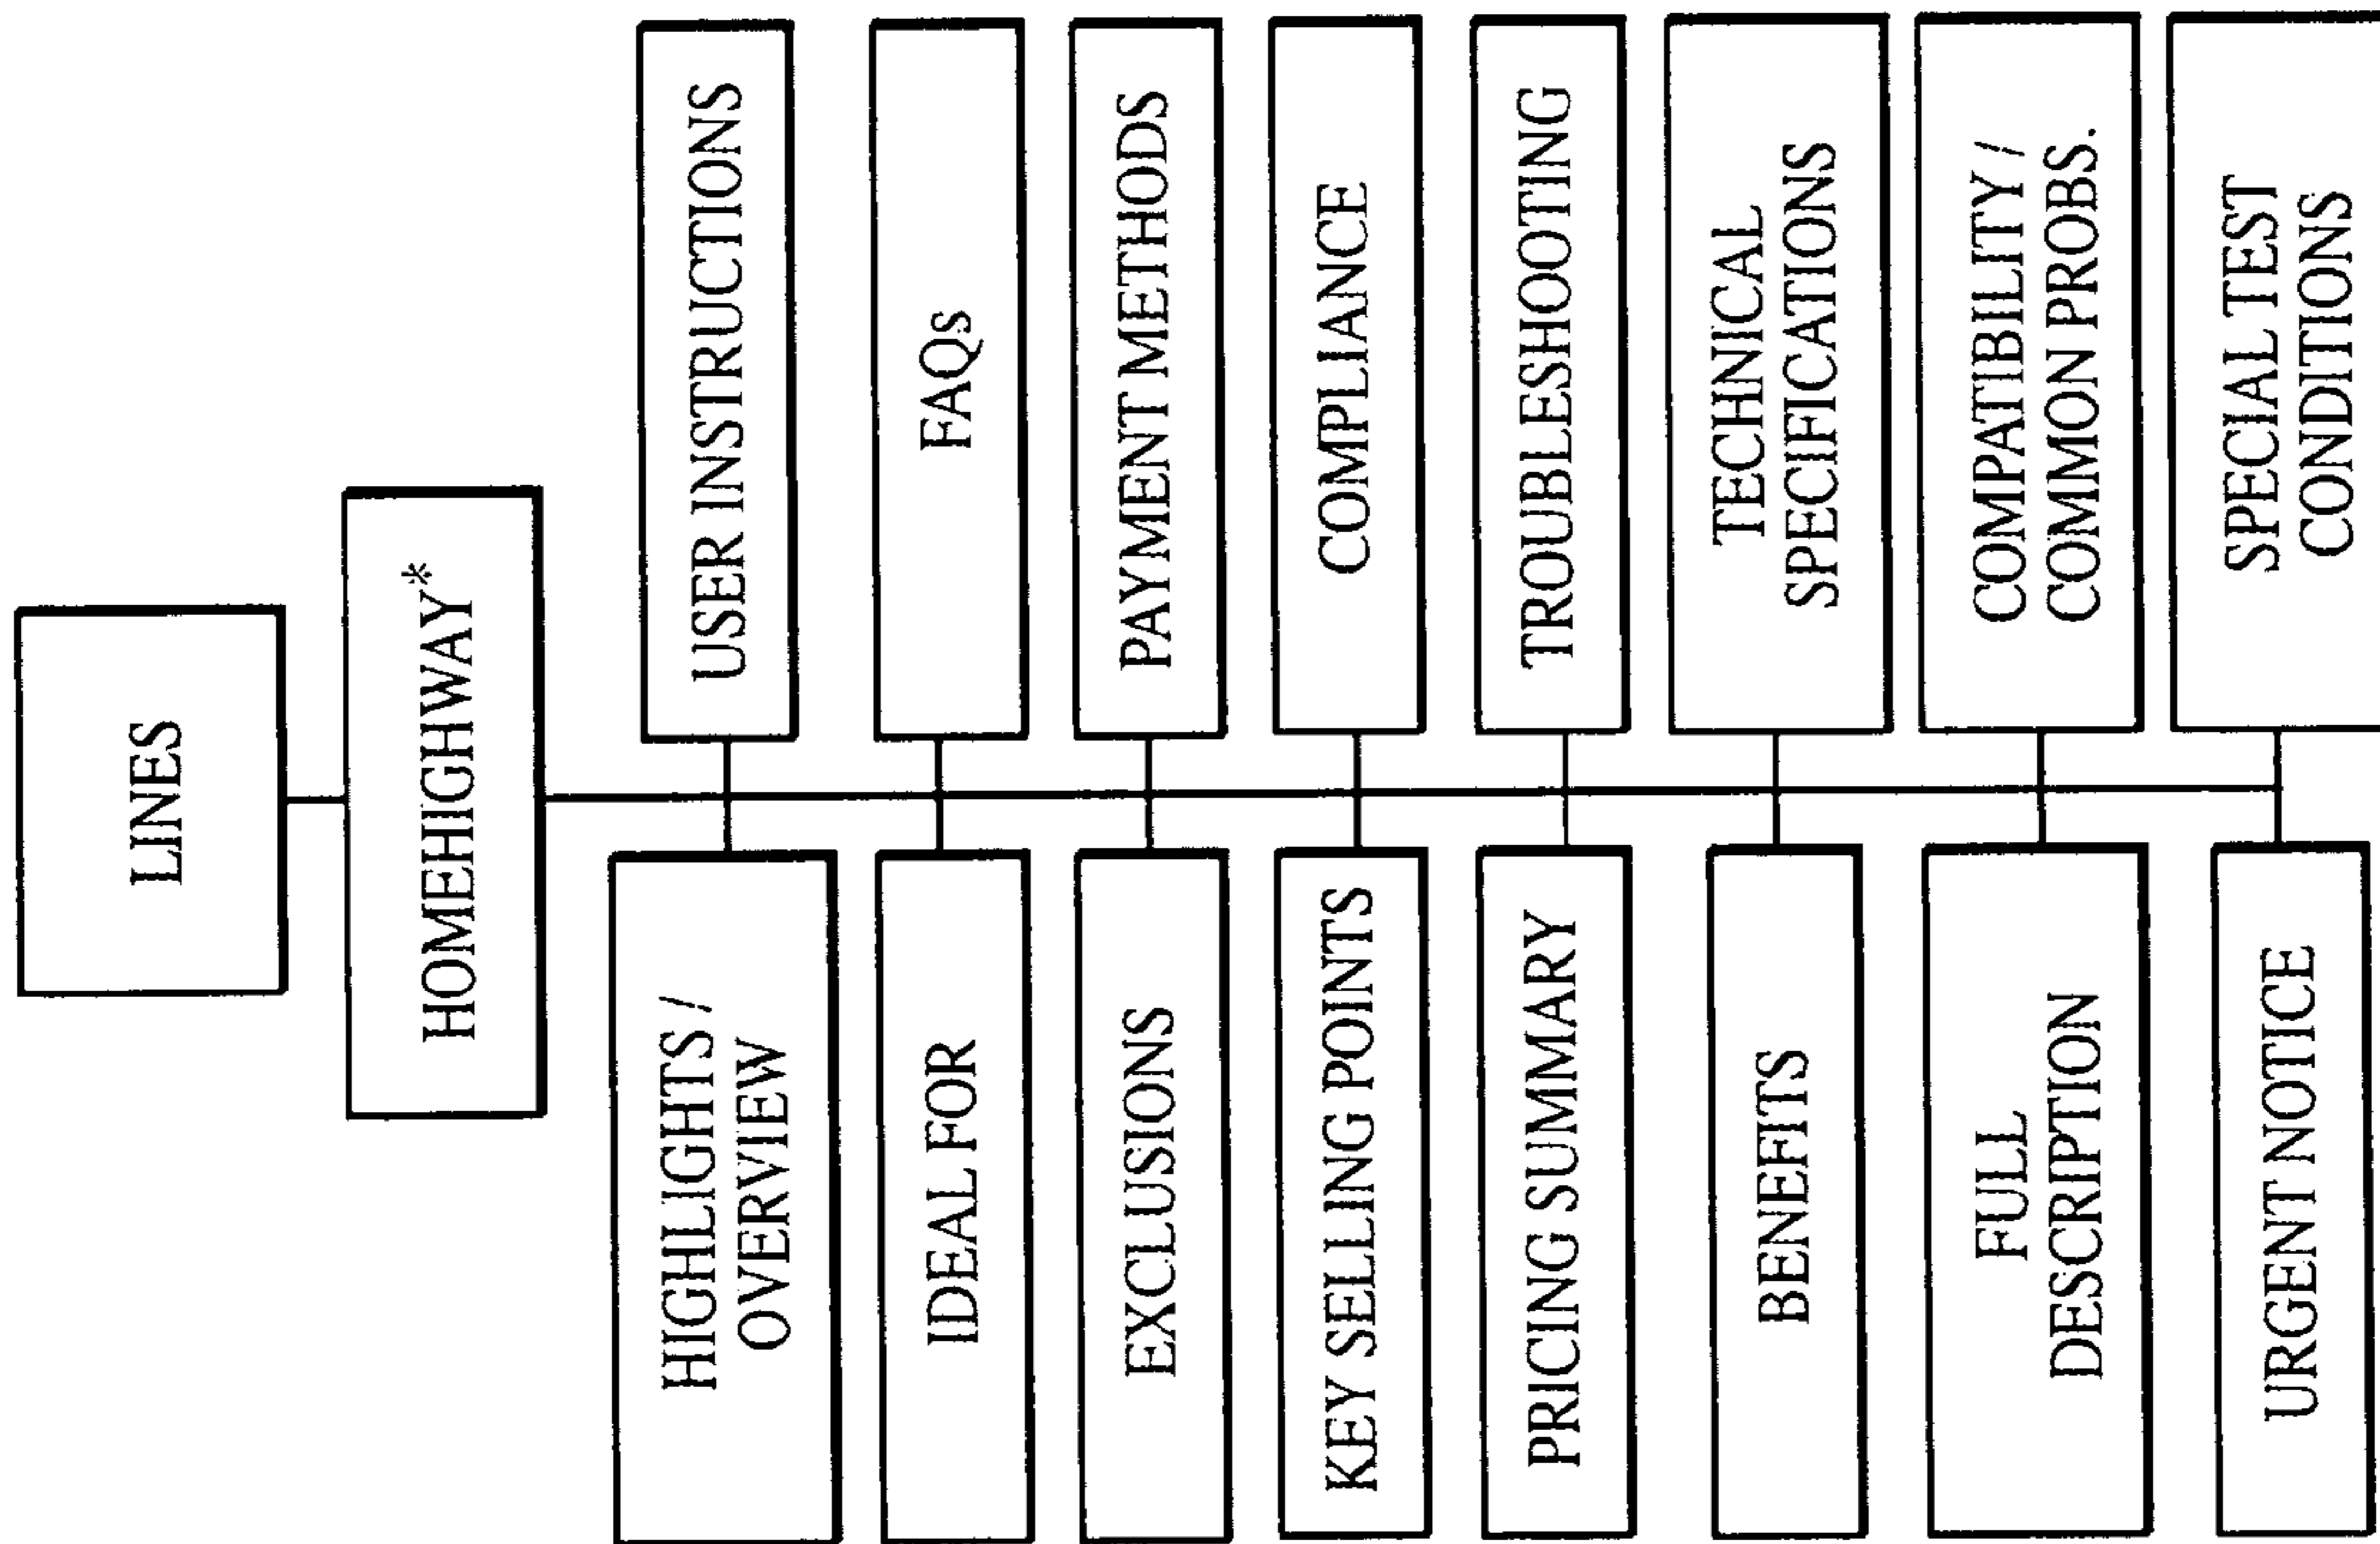 LINES
HOMEHIGHWAY*
HIGHLIGHTS /
OVERVIEW
USER INSTRUCTIONS
IDEAL FOR
FAQs
EXCLUSIONS
PAYMENT METHODS
KEY SELLING POINTS
COMPLIANCE
PRICING SUMMARY
TROUBLESHOOTING
BENEFITS
TECHNICAL
SPECIFICATIONS
FULL
DESCRIPTION
COMPATIBILITY /
COMMON PROBS.
URGENT NOTICE
SPECIAL TEST
CONDITIONS